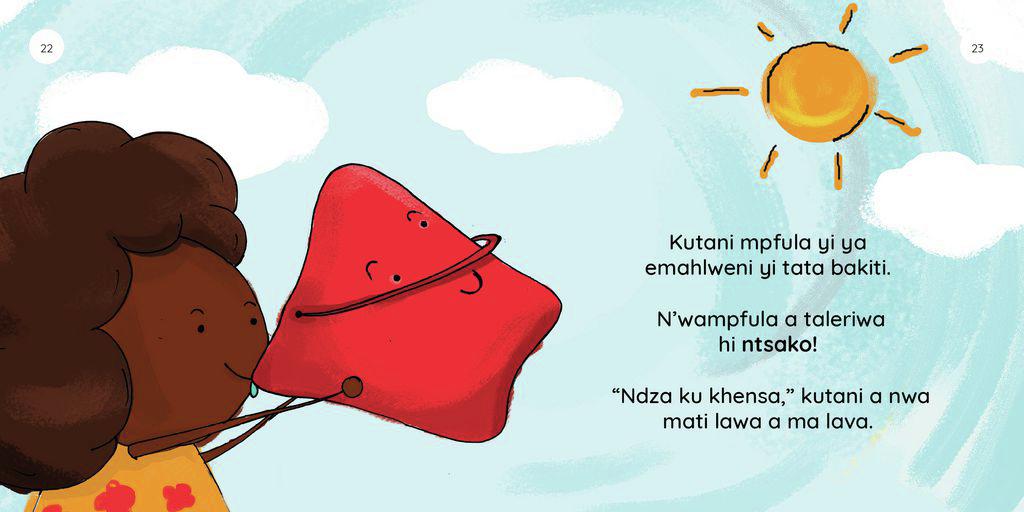 22
23
Kutani mpfula yi ya
emahlweni yi tata bakiti.
N’wampfula a taleriwa
hi ntsako!
“Ndza ku khensa,” kutani a nwa
mati lawa a ma lava.